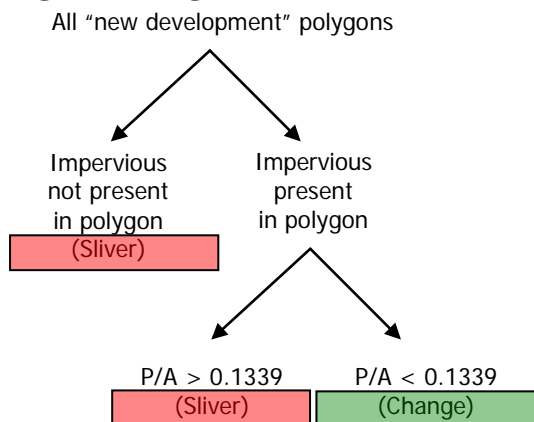 All “new development” polygons
Impervious
not present
in polygon
(Sliver)
Impervious
present
in polygon
P/A > 0.1339
(Sliver)
P/A < 0.1339
(Change)